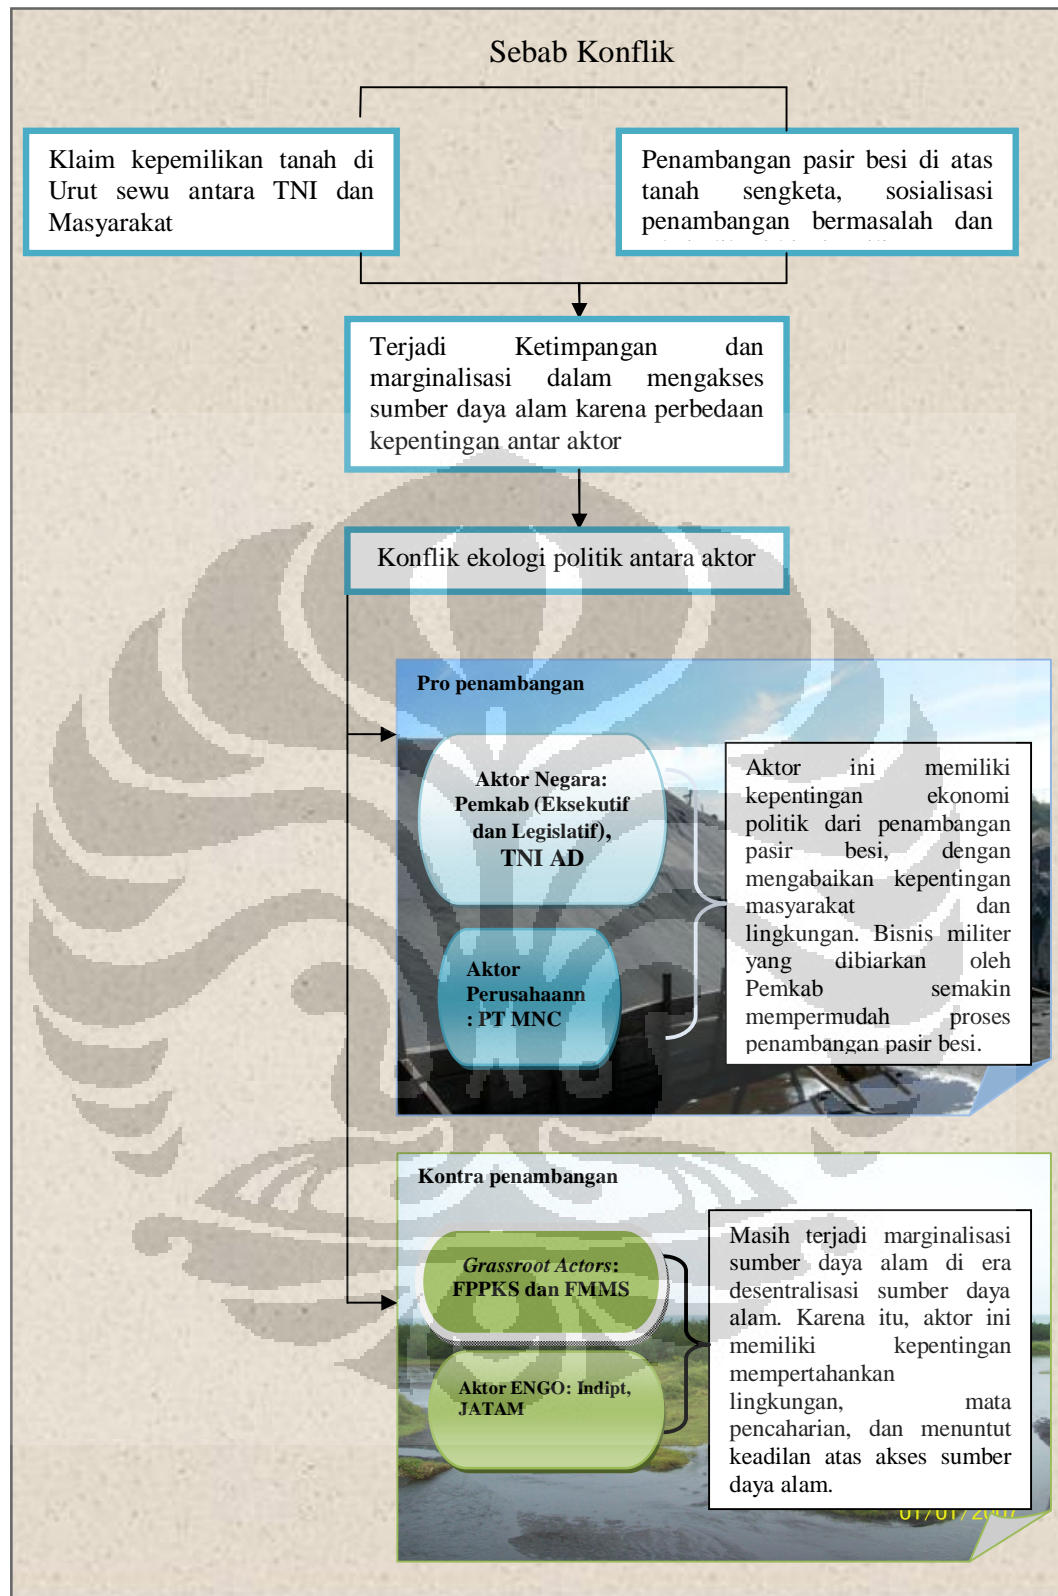 Sebab Konflik
Klaim kepemilikan tanah di
Urut sewu antara TNI dan
Masyarakat
Penambangan pasir besi di atas
tanah sengketa, sosialisasi
penambangan bermasalah dan
Terjadi Ketimpangan dan
marginalisasi dalam mengakses
sumber daya alam karena perbedaan
kepentingan antar aktor
Konflik ekologi politik antara aktor
Pro penambangan
Aktor Negara:
Pemkab (Eksekutif
dan Legislatif),
TNI AD
Aktor
Perusahaann
: PT MNC
Aktor ini memiliki
kepentingan ekonomi
politik dari penambangan
pasir besi, dengan
mengabaikan kepentingan
masyarakat dan
lingkungan. Bisnis militer
yang dibiarkan oleh
Pemkab semakin
mempermudah proses
penambangan pasir besi.
Kontra penambangan
Grassroot Actors:
FPPKS dan FMMS
Aktor ENGO: Indipt,
JATAM
Masih terjadi marginalisasi
sumber daya alam di era
desentralisasi sumber daya
alam. Karena itu, aktor ini
memiliki kepentingan
mempertahankan
lingkungan, mata
pencaharian, dan menuntut
keadilan atas akses sumber
daya alam.
01/01/2007